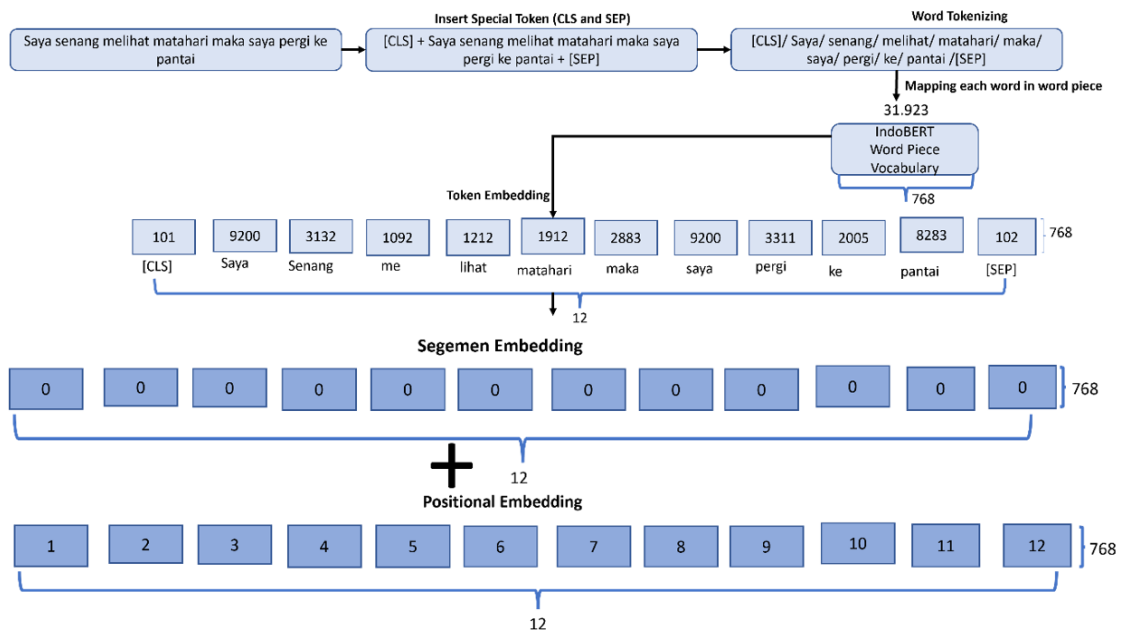 Insert Special Token (CLS and SEP)
Word Tokenizing
Saya senang melihat matahari maka saya pergi ke
pantai
[CLS] + Saya senang melihat matahari maka saya
pergi ke pantai + [SEP]
[CLS]/ Saya/ senang/ melihat/ matahari/ maka/
saya/ pergi/ ke/ pantai /[SEP]
Mapping each word in word piece
31.923
IndoBERT
Word Piece
Vocabulary
768
Token Embedding
101 9200 3132 1092 1212 1912 2883 9200 3311 2005 8283 102 768
[CLS] Saya Senang me lihat matahari maka saya pergi ke pantai [SEP]
12
Segemen Embedding
0 0 0 0 0 0 0 0 0 0 0 0 768
12
+
Positional Embedding
1 2 3 4 5 6 7 8 9 10 11 12 768
12